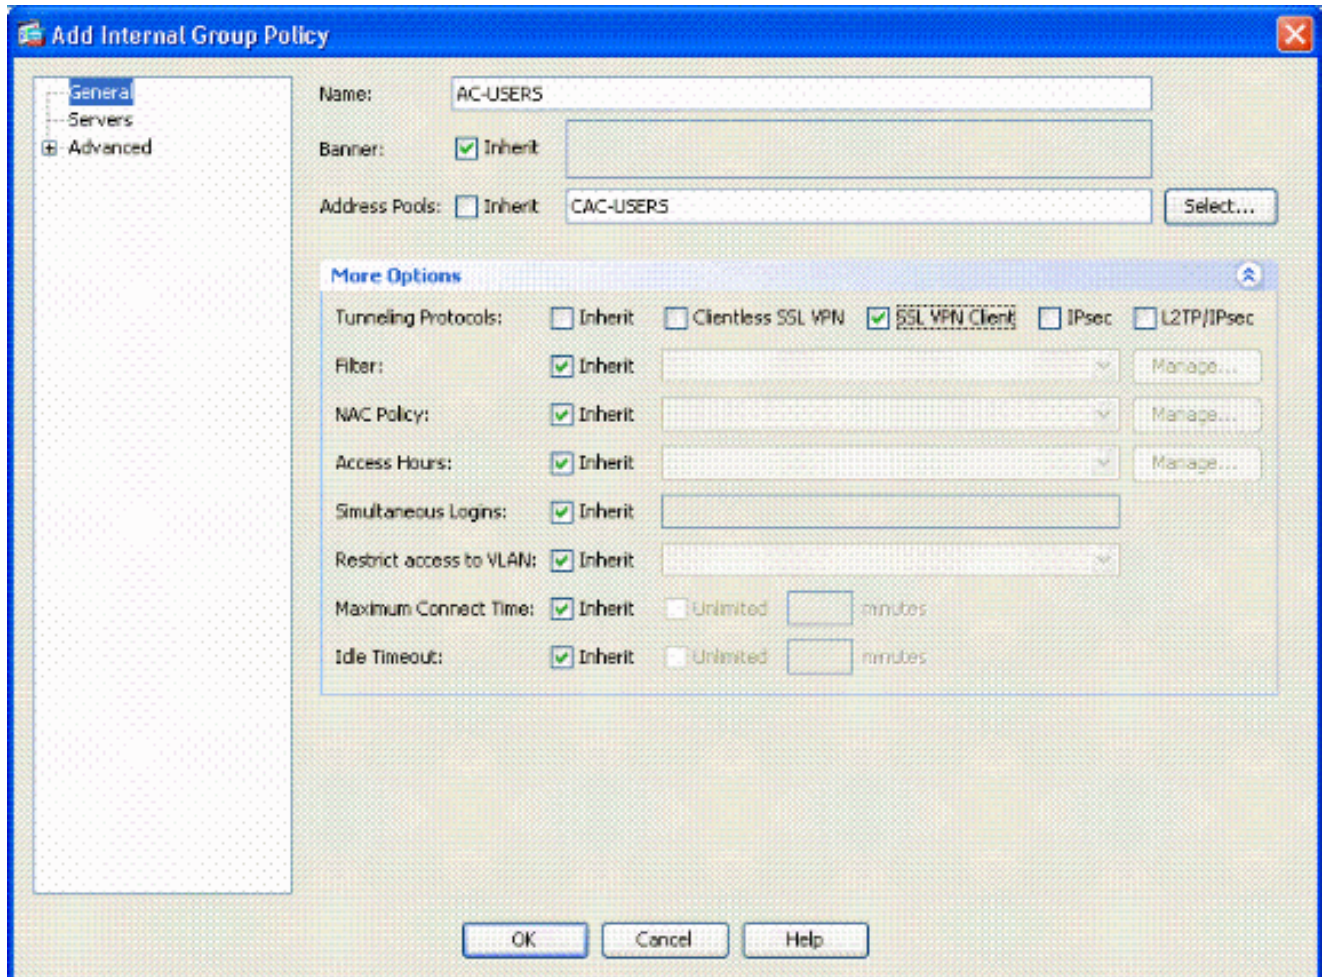 Add Internal Group Policy
General
Servers
Advanced
Name: AC-USERS
Banner: Inherit
Address Pools: Inherit CAC-USERS Select...
More Options
Tunneling Protocols: Inherit Clientless SSL VPN SSL VPN Client IPsec L2TP/IPsec
Filter: Inherit Manage...
NAC Policy: Inherit Manage...
Access Hours: Inherit Manage...
Simultaneous Logins: Inherit
Restrict access to VLAN: Inherit
Maximum Connect Time: Inherit Unlimited minutes
Idle Timeout: Inherit Unlimited minutes
OK Cancel Help